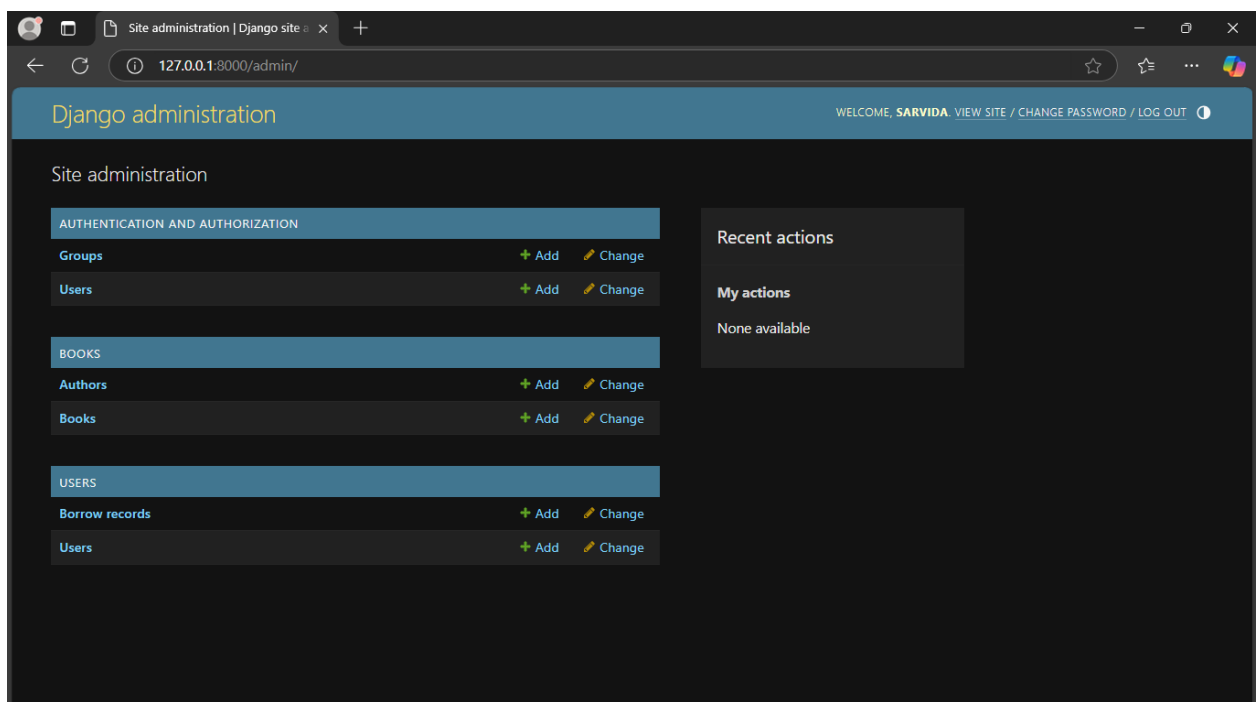 Site administration | Django site a
127.0.0.1:8000/admin/
Django administration
WELCOME, SARVIDA. VIEW SITE / CHANGE PASSWORD / LOG OUT
Site administration
AUTHENTICATION AND AUTHORIZATION
Groups Add Change
Users Add Change
BOOKS
Authors Add Change
Books Add Change
USERS
Borrow records Add Change
Users Add Change
Recent actions
My actions
None available